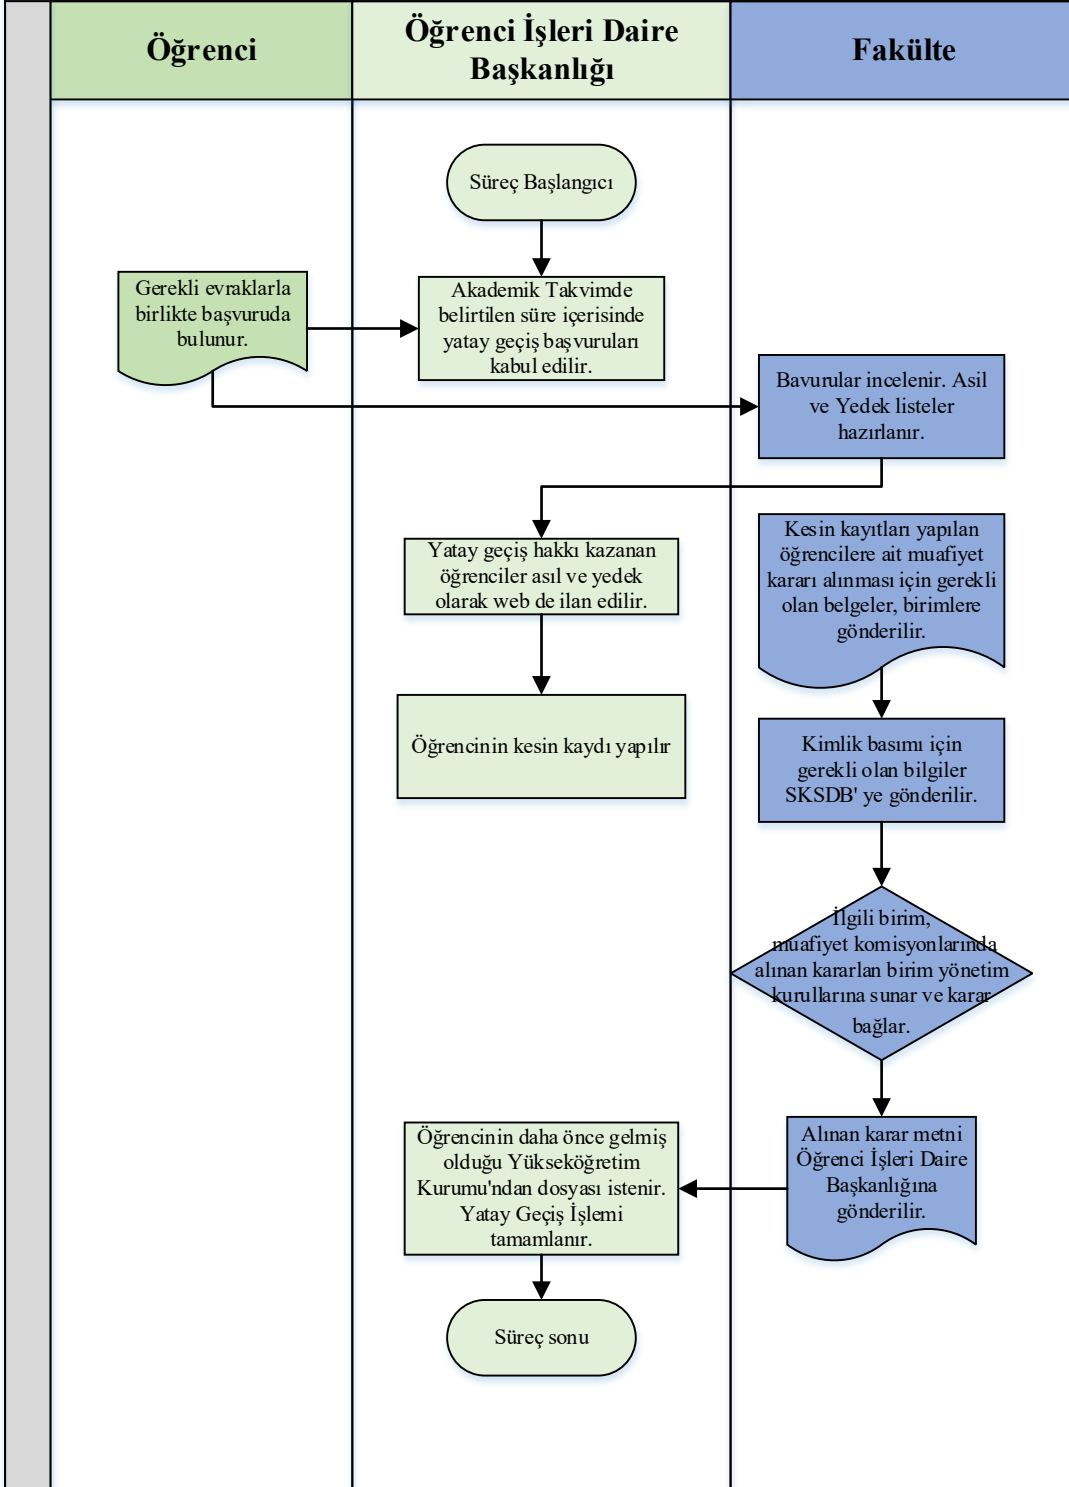 Öğrenci
Öğrenci İşleri Daire
Başkanlığı
Fakülte
Süreç Başlangıcı
Gerekli evraklarla
birlikte başvuruda
bulunur.
Akademik Takvimde
belirtilen süre içerisinde
yatay geçiş başvuruları
kabul edilir.
Bavurular incelenir. Asil
ve Yedek listeler
hazırlanır.
Yatay geçiş hakkı kazanan
öğrenciler asıl ve yedek
olarak web de ilan edilir.
Kesin kayıtları yapılan
öğrencilere ait muafiyet
kararı alınması için gerekli
olan belgeler, birimlere
gönderilir.
Öğrencinin kesin kaydı yapılır
Kimlik basımı için
gerekli olan bilgiler
SKSDB' ye gönderilir.
İlgili birim,
muafiyet komisyonlarında
alınan kararlan birim yönetim
kurullarına sunar ve karar
bağlar.
Alınan karar metni
Öğrenci İşleri Daire
Başkanlığına
gönderilir.
Öğrencinin daha önce gelmiş
olduğu Yükseköğretim
Kurumu'ndan dosyası istenir.
Yatay Geçiş İşlemi
tamamlanır.
Süreç sonu